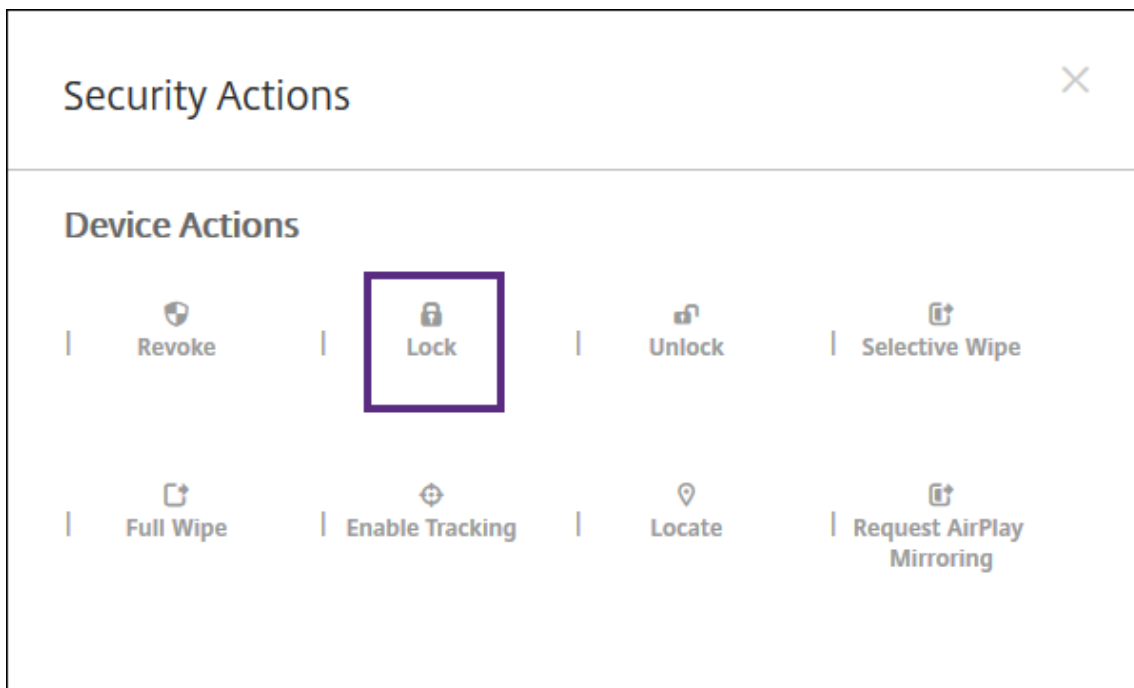 Security Actions
Device Actions
Revoke
Lock
Unlock
Selective Wipe
Full Wipe
Enable Tracking
Locate
Request AirPlay
Mirroring